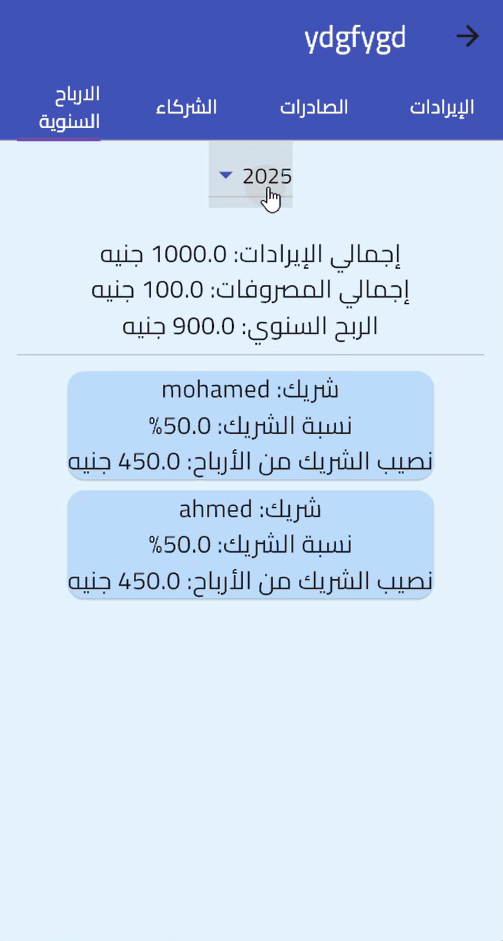 ydgfygd
الإيرادات
الصادرات
الشركاء
الارباح
السنوية
2025
إجمالي الإيرادات: 1000.0 جنيه
إجمالي المصروفات: 100.0 جنيه
الربح السنوي: 900.0 جنيه
شريك: mohamed
نسبة الشريك: 50.0%
نصيب الشريك من الأرباح: 450.0 جنيه
شريك: ahmed
نسبة الشريك: 50.0%
نصيب الشريك من الأرباح: 450.0 جنيه